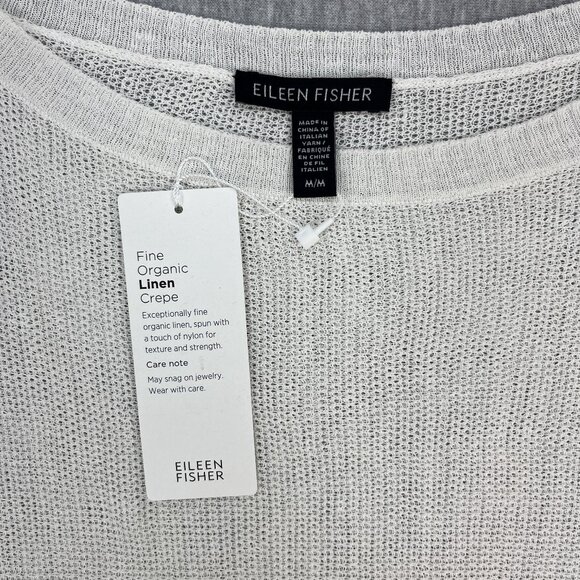 EILEEN FISHER
MADE IN
CHINA OF
ITALIAN
YARN /
FABRIQUÉ
EN CHINE
DE FIL
ITALIEN
M/M
Fine
Organic
Linen
Crepe
Exceptionally fine
organic linen, spun with
a touch of nylon for
texture and strength.
Care note
May snag on jewelry.
Wear with care.
EILEEN
FISHER